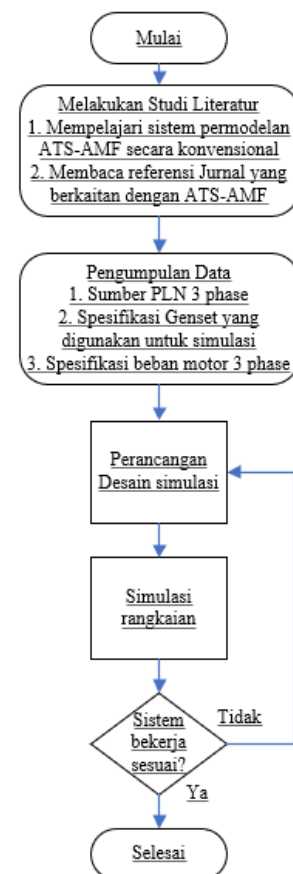 Mulai
Melakukan Studi Literatur
1. Mempelajari sistem permodelan
ATS-AMF secara konvensional
2. Membaca referensi Jurnal yang
berkaitan dengan ATS-AMF
Pengumpulan Data
1. Sumber PLN 3 phase
2. Spesifikasi Genset yang
digunakan untuk simulasi
3. Spesifikasi beban motor 3 phase
Perancangan
Desain simulasi
Simulasi
rangkaian
Sistem
bekerja
sesuai?
Tidak
Ya
Selesai